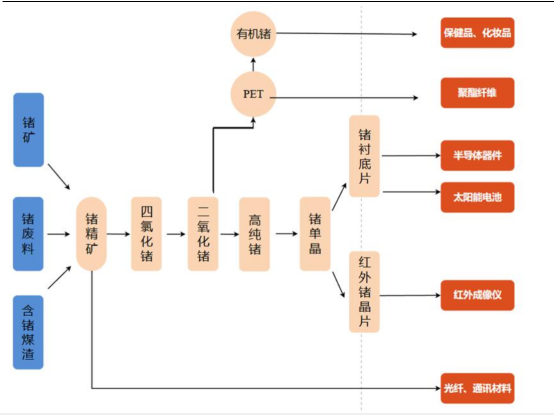 有机锗
保健品、化妆品
PET
聚酯纤维
锗矿
锗衬底片
半导体器件
太阳能电池
锗废料
锗精矿
四氯化锗
二氧化锗
高纯锗
锗单晶
红外锗晶片
红外成像仪
含锗煤渣
光纤、通讯材料